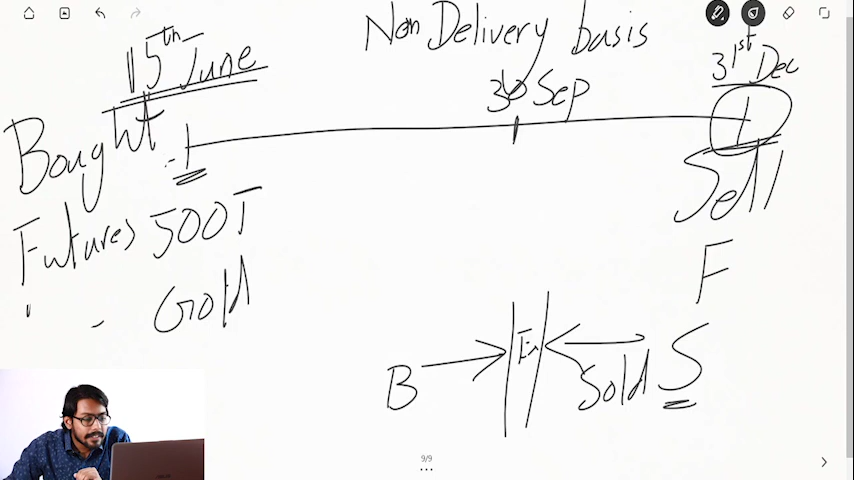 Non Delivery basis
15th June
30 Sep
31st Dec
Bought
Sell
Futures 500T
F
" - Gold
B
Ex
Sold S
9/9